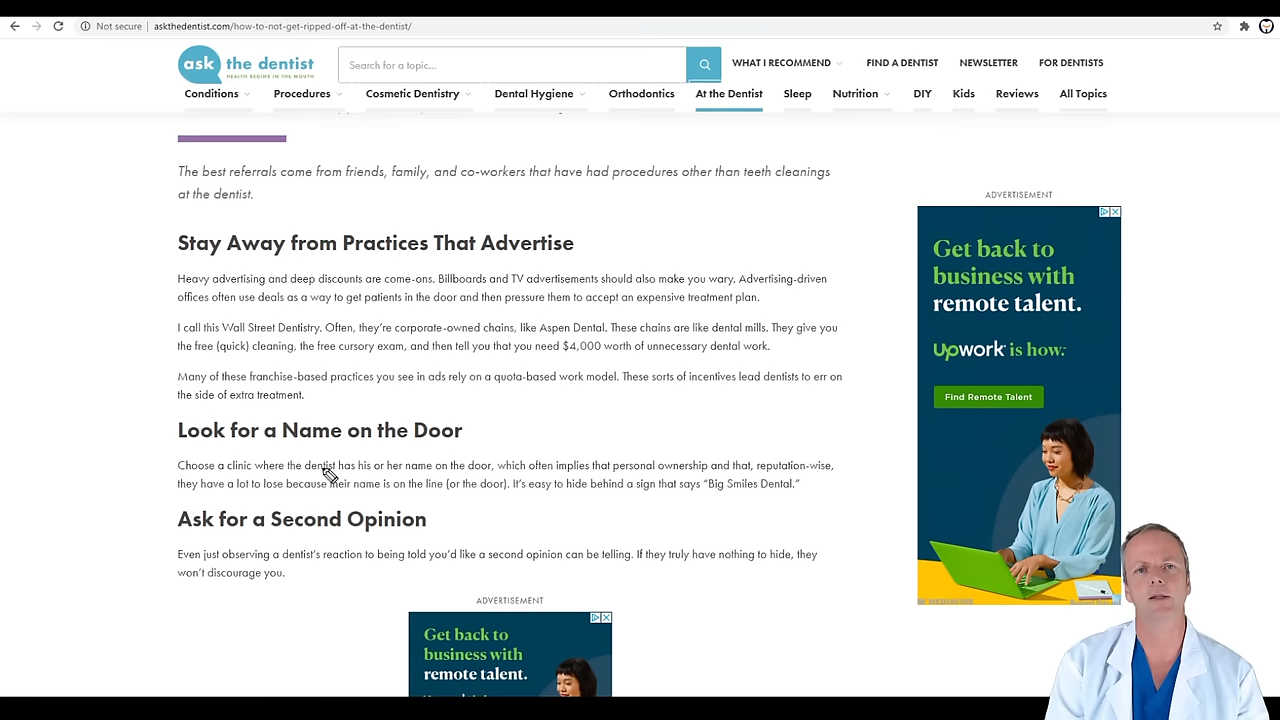 Not secure | askthedentist.com/how-to-not-get-ripped-off-at-the-dentist/
ask the dentist
HEALTH BEGINS IN THE MOUTH
Search for a topic...
WHAT I RECOMMEND
FIND A DENTIST
NEWSLETTER
FOR DENTISTS
Conditions
Procedures
Cosmetic Dentistry
Dental Hygiene
Orthodontics
At the Dentist
Sleep
Nutrition
DIY
Kids
Reviews
All Topics
The best referrals come from friends, family, and co-workers that have had procedures other than teeth cleanings
at the dentist.
Stay Away from Practices That Advertise
Heavy advertising and deep discounts are come-ons. Billboards and TV advertisements should also make you wary. Advertising-driven
offices often use deals as a way to get patients in the door and then pressure them to accept an expensive treatment plan.
I call this Wall Street Dentistry. Often, they’re corporate-owned chains, like Aspen Dental. These chains are like dental mills. They give you
the free (quick) cleaning, the free cursory exam, and then tell you that you need $4,000 worth of unnecessary dental work.
Many of these franchise-based practices you see in ads rely on a quota-based work model. These sorts of incentives lead dentists to err on
the side of extra treatment.
Look for a Name on the Door
Choose a clinic where the dentist has his or her name on the door, which often implies that personal ownership and that, reputation-wise,
they have a lot to lose because their name is on the line (or the door). It’s easy to hide behind a sign that says “Big Smiles Dental.”
Ask for a Second Opinion
Even just observing a dentist’s reaction to being told you’d like a second opinion can be telling. If they truly have nothing to hide, they
won’t discourage you.
ADVERTISEMENT
Get back to
business with
remote talent.
ADVERTISEMENT
Get back to
business with
remote talent.
Upwork is how.
Find Remote Talent